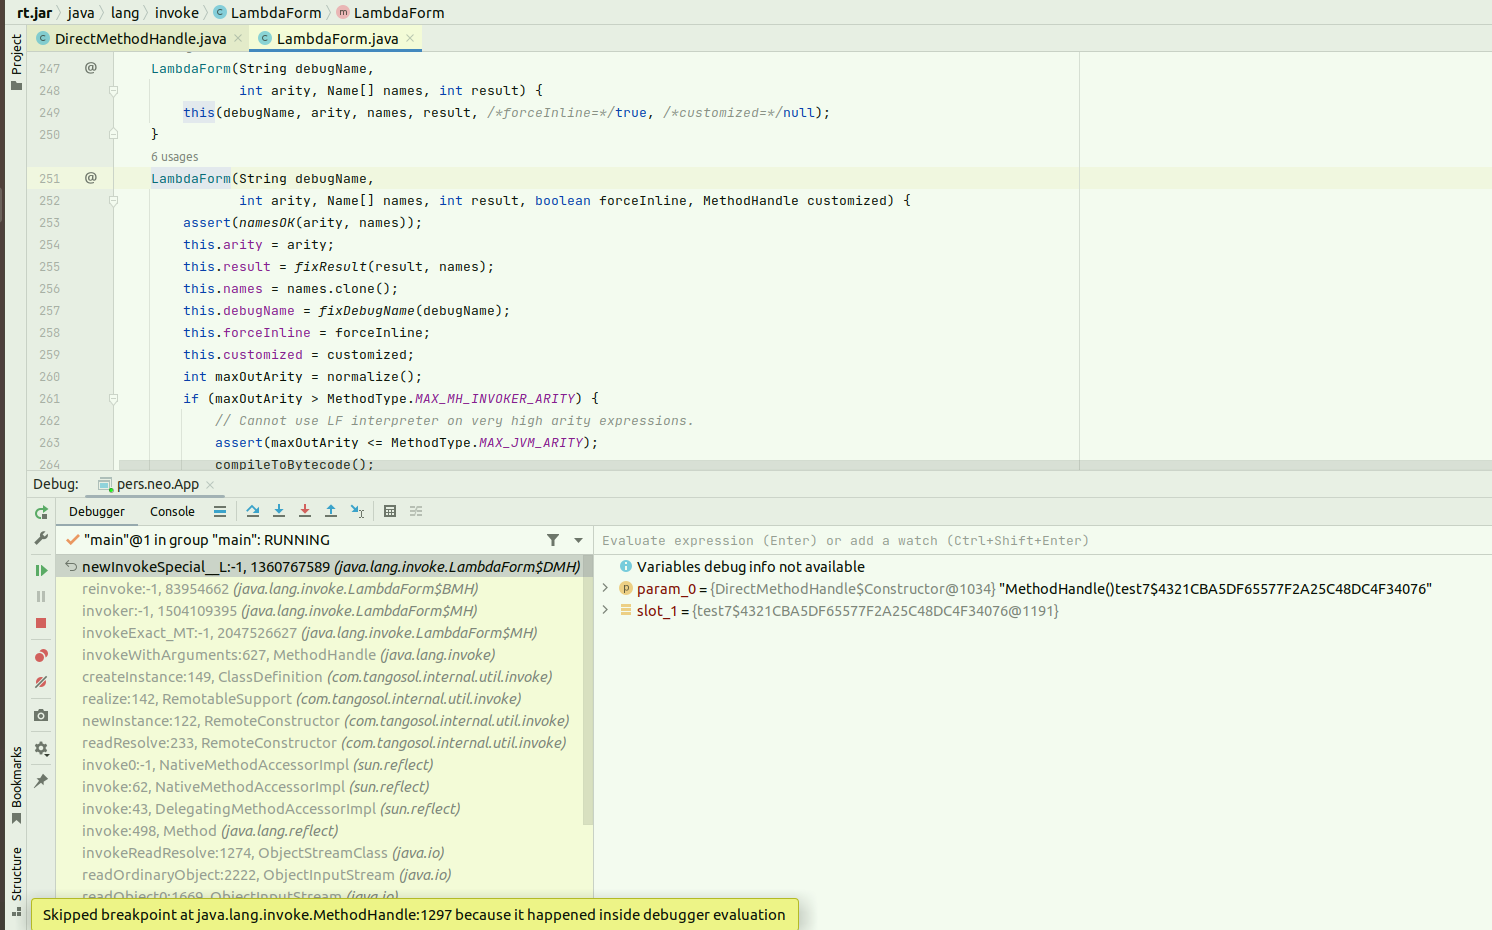 rt.jar java lang invoke LambdaForm LambdaForm
DirectMethodHandle.java LambdaForm.java
Project
247 @ LambdaForm(String debugName,
248 int arity, Name[] names, int result) {
249 this(debugName, arity, names, result, /*forceInline=*/true, /*customized=*/null);
250 }
6 usages
251 @ LambdaForm(String debugName,
252 int arity, Name[] names, int result, boolean forceInline, MethodHandle customized) {
253 assert(namesOK(arity, names));
254 this.arity = arity;
255 this.result = fixResult(result, names);
256 this.names = names.clone();
257 this.debugName = fixDebugName(debugName);
258 this.forceInline = forceInline;
259 this.customized = customized;
260 int maxOutArity = normalize();
261 if (maxOutArity > MethodType.MAX_MH_INVOKER_ARITY) {
262 // Cannot use LF interpreter on very high arity expressions.
263 assert(maxOutArity <= MethodType.MAX_JVM_ARITY);
264 compileToBytecode();
Debug: pers.neo.App
Debugger Console
"main"@1 in group "main": RUNNING
Evaluate expression (Enter) or add a watch (Ctrl+Shift+Enter)
newInvokeSpecial__L:-1, 1360767589 (java.lang.invoke.LambdaForm$DMH)
reinvoke:-1, 83954662 (java.lang.invoke.LambdaForm$BMH)
invoker:-1, 1504109395 (java.lang.invoke.LambdaForm$MH)
invokeExact_MT:-1, 2047526627 (java.lang.invoke.LambdaForm$MH)
invokeWithArguments:627, MethodHandle (java.lang.invoke)
createInstance:149, ClassDefinition (com.tangosol.internal.util.invoke)
realize:142, RemotableSupport (com.tangosol.internal.util.invoke)
newInstance:122, RemoteConstructor (com.tangosol.internal.util.invoke)
readResolve:233, RemoteConstructor (com.tangosol.internal.util.invoke)
invoke0:-1, NativeMethodAccessorImpl (sun.reflect)
invoke:62, NativeMethodAccessorImpl (sun.reflect)
invoke:43, DelegatingMethodAccessorImpl (sun.reflect)
invoke:498, Method (java.lang.reflect)
invokeReadResolve:1274, ObjectStreamClass (java.io)
readOrdinaryObject:2222, ObjectInputStream (java.io)
readObject0:1669, ObjectInputStream (java.io)
Variables debug info not available
param_0 = {DirectMethodHandle$Constructor@1034} "MethodHandle()test7$4321CBA5DF65577F2A25C48DC4F34076"
slot_1 = {test7$4321CBA5DF65577F2A25C48DC4F34076@1191}
Bookmarks
Structure
Skipped breakpoint at java.lang.invoke.MethodHandle:1297 because it happened inside debugger evaluation